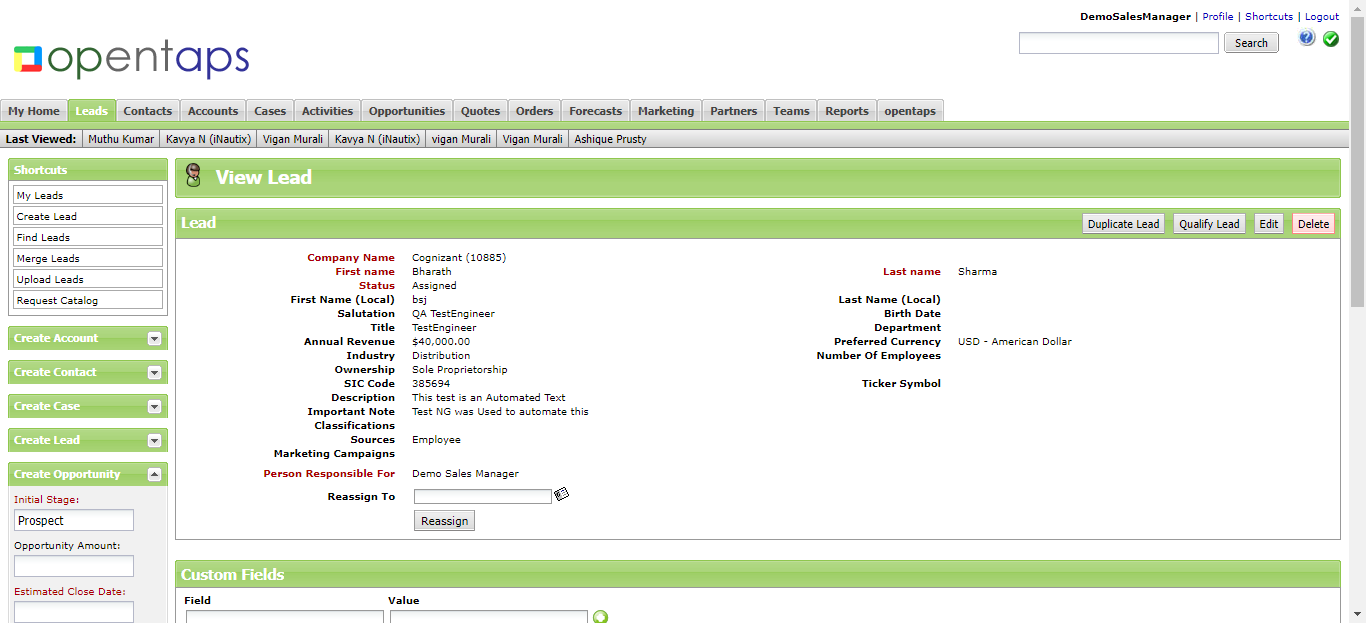 DemoSalesManager | Profile | Shortcuts | Logout
opentaps
Search
My Home Leads Contacts Accounts Cases Activities Opportunities Quotes Orders Forecasts Marketing Partners Teams Reports opentaps
Last Viewed: Muthu Kumar Kavya N (iNautix) Vigan Murali Kavya N (iNautix) vigan Murali Vigan Murali Ashique Prusty
Shortcuts
My Leads
Create Lead
Find Leads
Merge Leads
Upload Leads
Request Catalog
Create Account
Create Contact
Create Case
Create Lead
Create Opportunity
Initial Stage:
Prospect
Opportunity Amount:
Estimated Close Date:
View Lead
Lead Duplicate Lead Qualify Lead Edit Delete
Company Name Cognizant (10885)
First name Bharath Last name Sharma
Status Assigned
First Name (Local) bsj Last Name (Local)
Salutation QA TestEngineer Birth Date
Title TestEngineer Department
Annual Revenue $40,000.00 Preferred Currency USD - American Dollar
Industry Distribution Number Of Employees
Ownership Sole Proprietorship
SIC Code 385694 Ticker Symbol
Description This test is an Automated Text
Important Note Test NG was Used to automate this
Classifications
Sources Employee
Marketing Campaigns
Person Responsible For Demo Sales Manager
Reassign To
Reassign
Custom Fields
Field Value